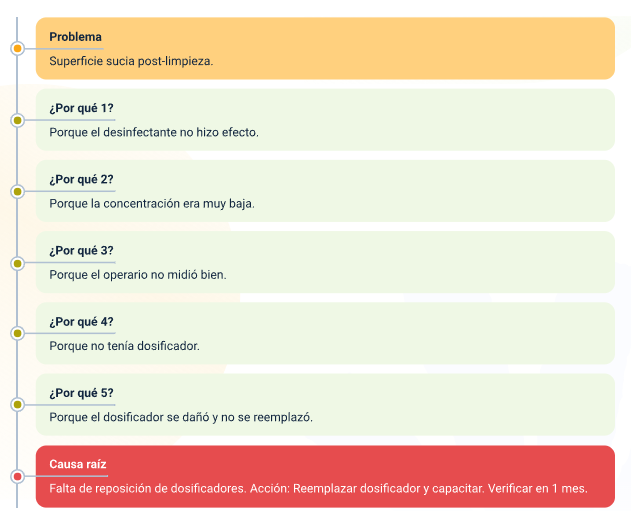 Problema
Superficie sucia post-limpieza.
¿Por qué 1?
Porque el desinfectante no hizo efecto.
¿Por qué 2?
Porque la concentración era muy baja.
¿Por qué 3?
Porque el operario no midió bien.
¿Por qué 4?
Porque no tenía dosificador.
¿Por qué 5?
Porque el dosificador se dañó y no se reemplazó.
Causa raíz
Falta de reposición de dosificadores. Acción: Reemplazar dosificador y capacitar. Verificar en 1 mes.